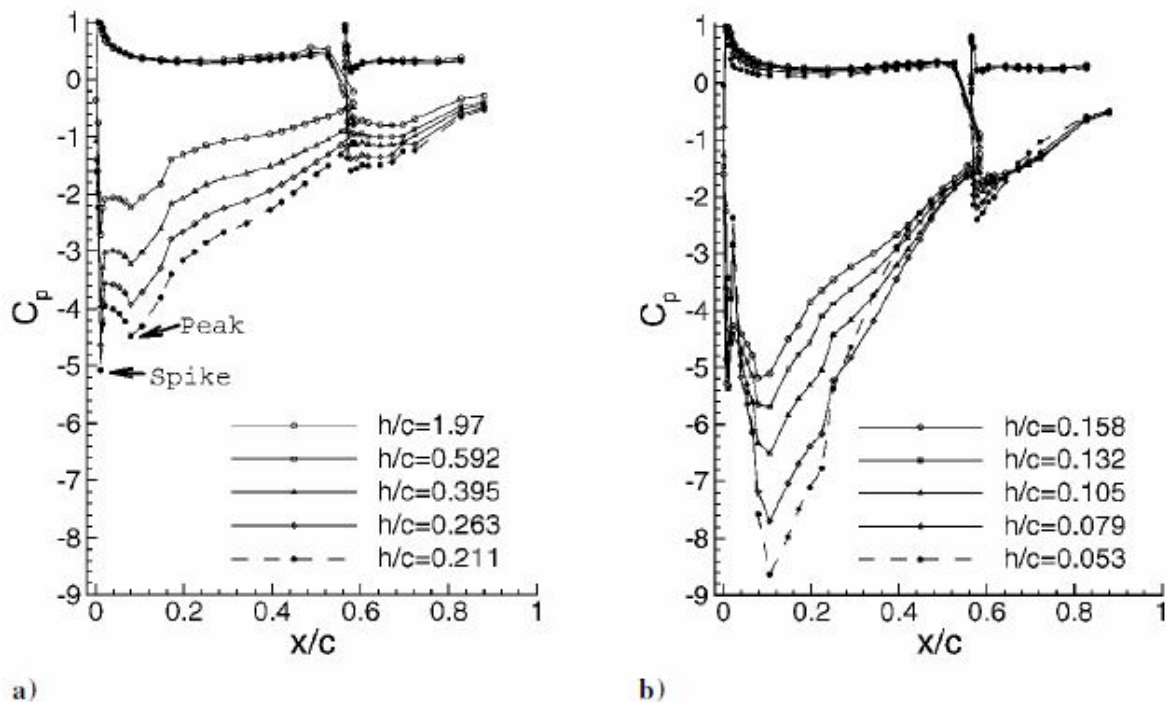 1
0
-1
-2
-3
-4
-5
-6
-7
-8
-9
Cp
0
0.2
0.4
0.6
0.8
1
x/c
Peak
Spike
h/c=1.97
h/c=0.592
h/c=0.395
h/c=0.263
h/c=0.211
a)
1
0
-1
-2
-3
-4
-5
-6
-7
-8
-9
Cp
0
0.2
0.4
0.6
0.8
1
x/c
h/c=0.158
h/c=0.132
h/c=0.105
h/c=0.079
h/c=0.053
b)